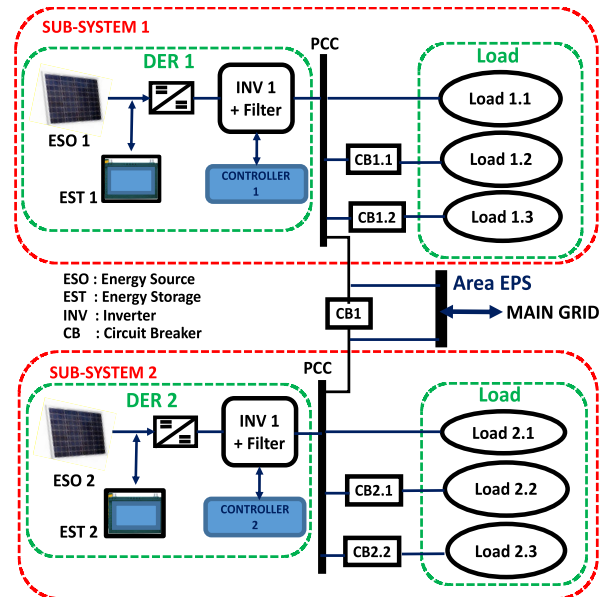 SUB-SYSTEM 1
PCC
DER 1
Load
INV 1
+ Filter
ESO 1
EST 1
CONTROLLER
1
Load 1.1
CB1.1
Load 1.2
CB1.2
Load 1.3
ESO : Energy Source
EST : Energy Storage
INV : Inverter
CB : Circuit Breaker
CB1
Area EPS
MAIN GRID
SUB-SYSTEM 2
PCC
DER 2
Load
INV 1
+ Filter
ESO 2
EST 2
CONTROLLER
2
Load 2.1
CB2.1
Load 2.2
CB2.2
Load 2.3